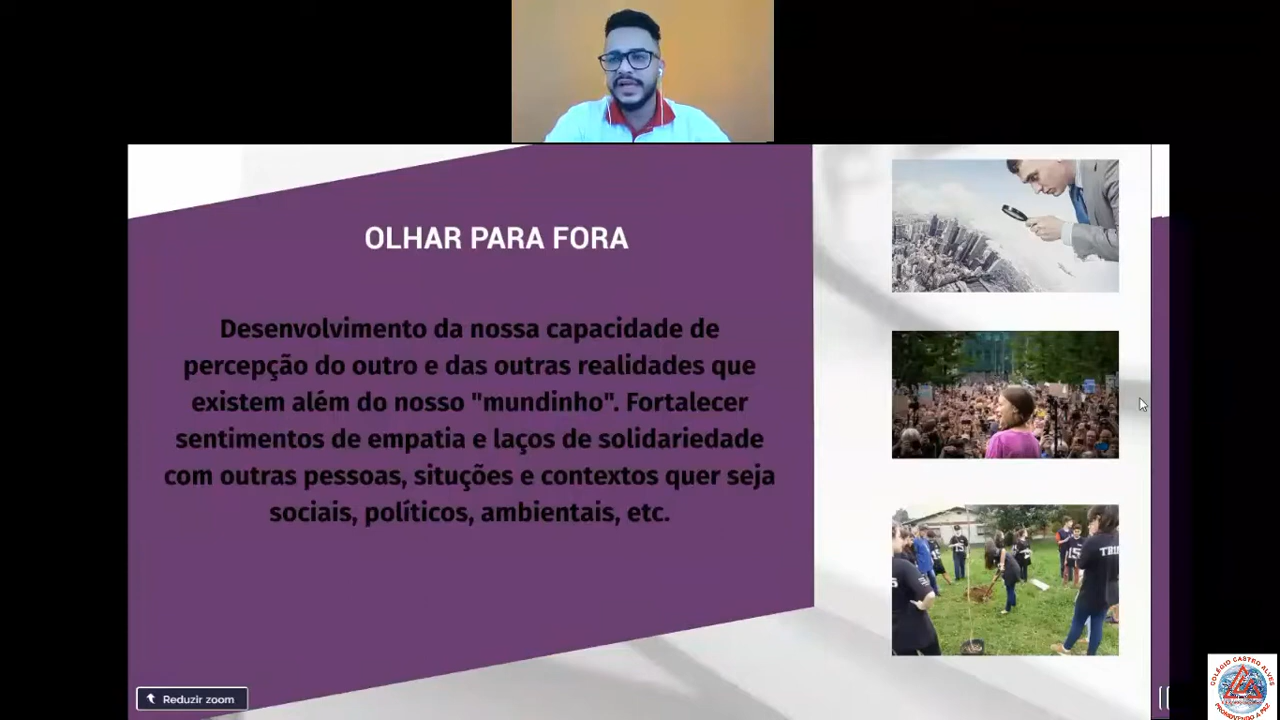 OLHAR PARA FORA
Desenvolvimento da nossa capacidade de
percepção do outro e das outras realidades que
existem além do nosso "mundinho". Fortalecer
sentimentos de empatia e laços de solidariedade
com outras pessoas, situções e contextos quer seja
sociais, políticos, ambientais, etc.
Reduzir zoom
COLÉGIO CASTRO ALVES
PROMOVENDO A PAZ